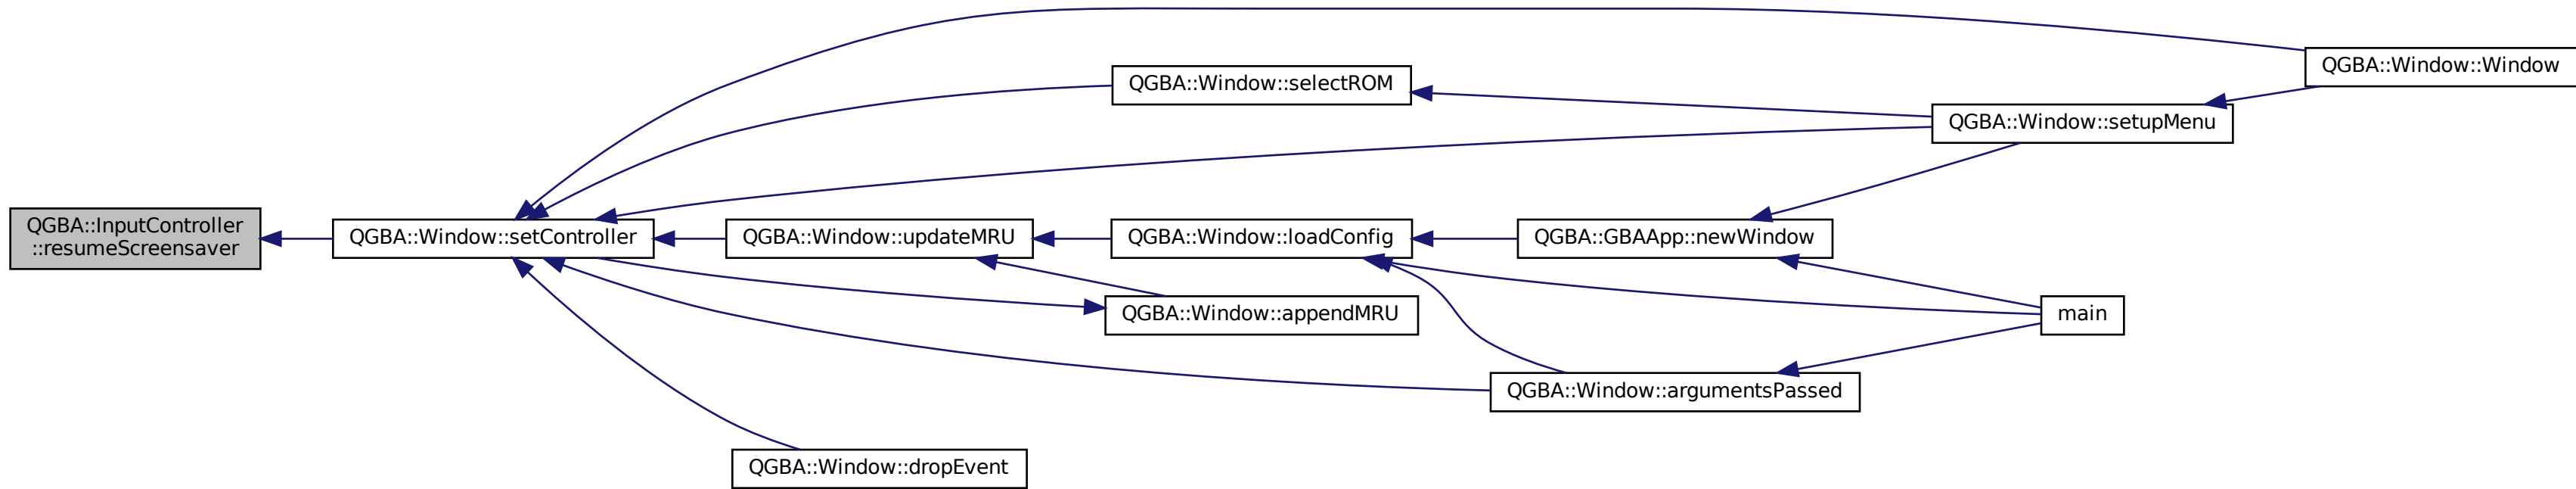 QGBA::Window::Window
QGBA::Window::selectROM
QGBA::Window::setupMenu
QGBA::InputController
::resumeScreensaver
QGBA::Window::setController
QGBA::Window::updateMRU
QGBA::Window::loadConfig
QGBA::GBAApp::newWindow
QGBA::Window::appendMRU
main
QGBA::Window::argumentsPassed
QGBA::Window::dropEvent